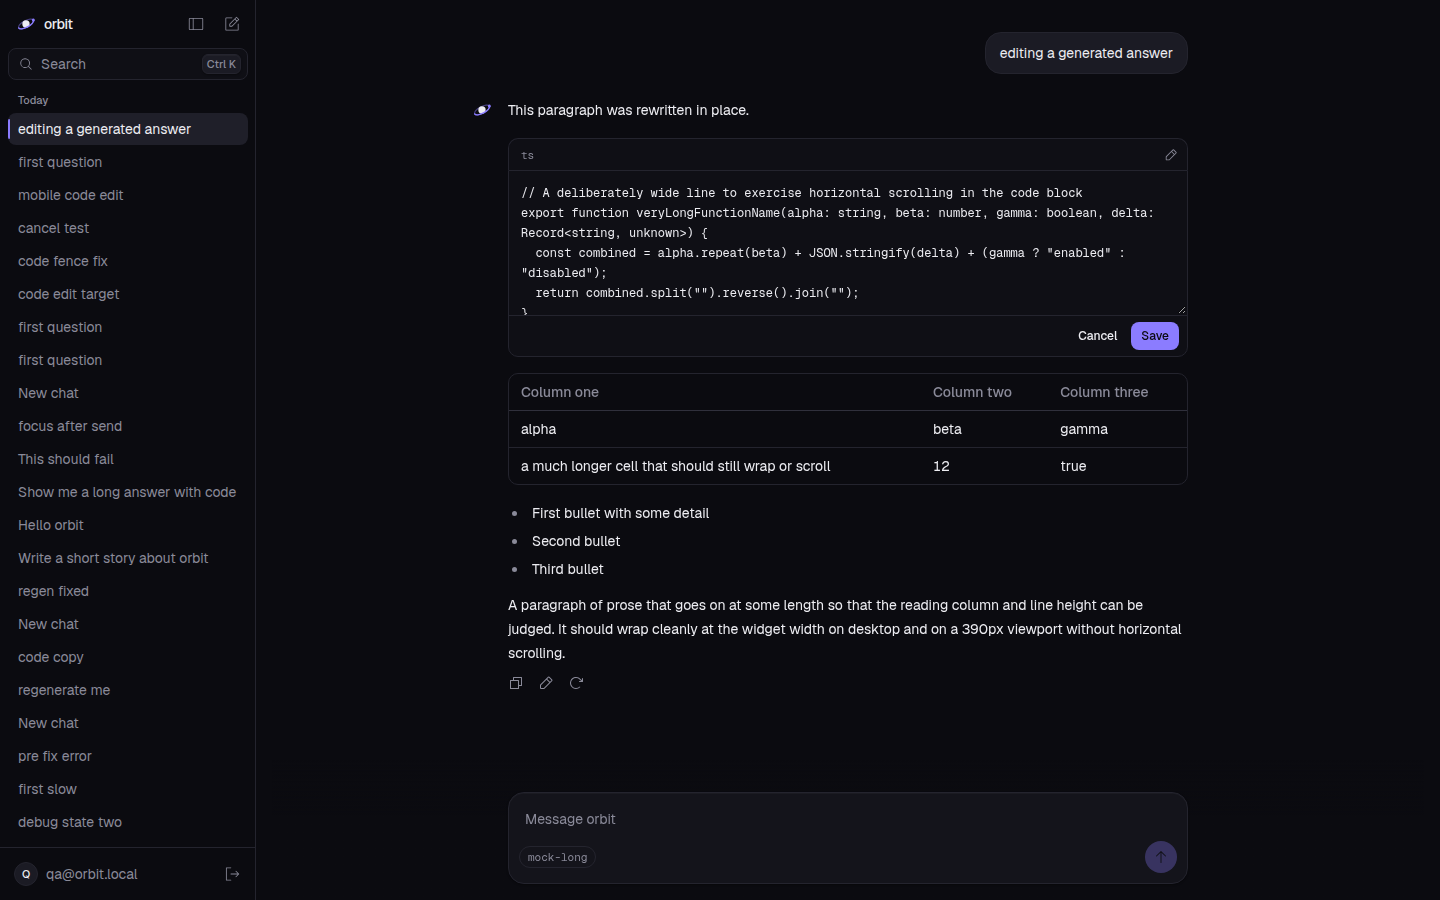 orbit
Search
Ctrl K
Today
editing a generated answer
first question
mobile code edit
cancel test
code fence fix
code edit target
first question
first question
New chat
focus after send
This should fail
Show me a long answer with code
Hello orbit
Write a short story about orbit
regen fixed
New chat
code copy
regenerate me
New chat
pre fix error
first slow
debug state two
Q
qa@orbit.local
editing a generated answer
This paragraph was rewritten in place.
ts
// A deliberately wide line to exercise horizontal scrolling in the code block
export function veryLongFunctionName(alpha: string, beta: number, gamma: boolean, delta:
Record<string, unknown>) {
  const combined = alpha.repeat(beta) + JSON.stringify(delta) + (gamma ? "enabled" :
"disabled");
  return combined.split("").reverse().join("");
}
Cancel
Save
Column one Column two Column three
alpha beta gamma
a much longer cell that should still wrap or scroll 12 true
First bullet with some detail
Second bullet
Third bullet
A paragraph of prose that goes on at some length so that the reading column and line height can be
judged. It should wrap cleanly at the widget width on desktop and on a 390px viewport without horizontal
scrolling.
Message orbit
mock-long